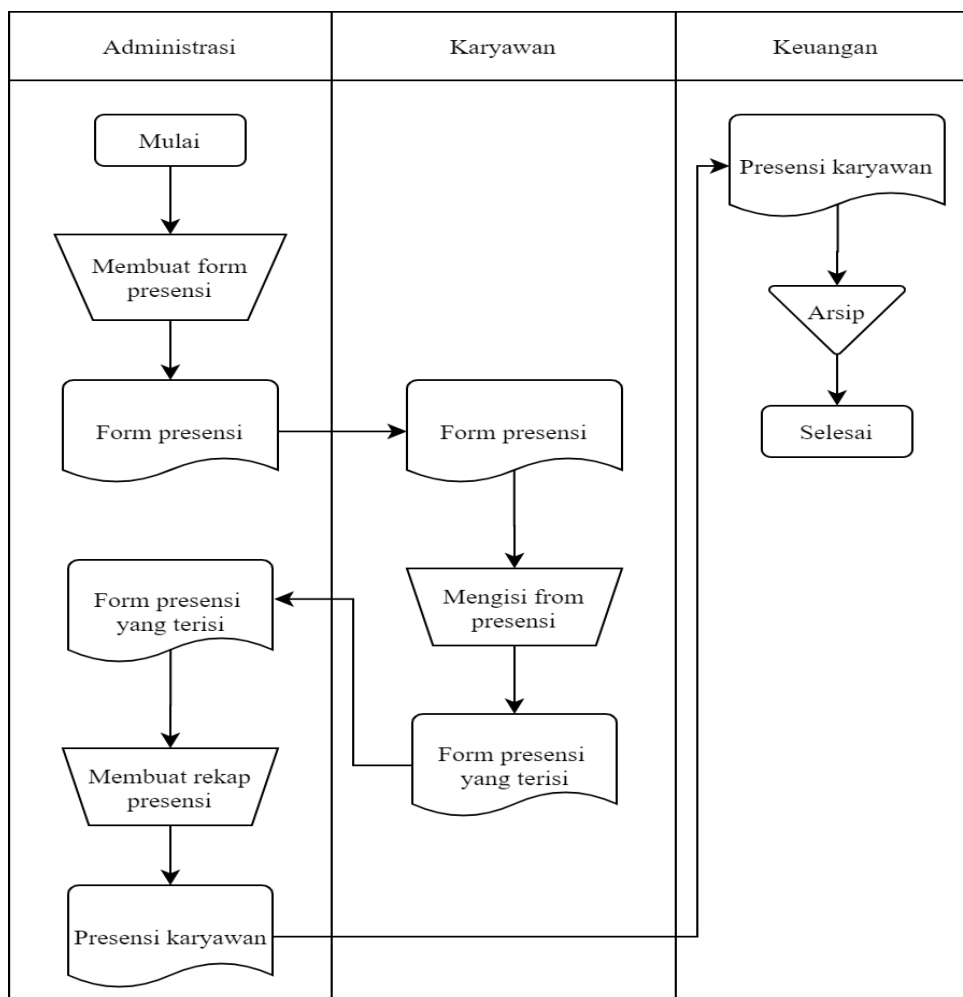 Administrasi
Karyawan
Keuangan
Mulai
Membuat form
presensi
Form presensi
Form presensi
Mengisi from
presensi
Form presensi
yang terisi
Form presensi
yang terisi
Membuat rekap
presensi
Presensi karyawan
Presensi karyawan
Arsip
Selesai